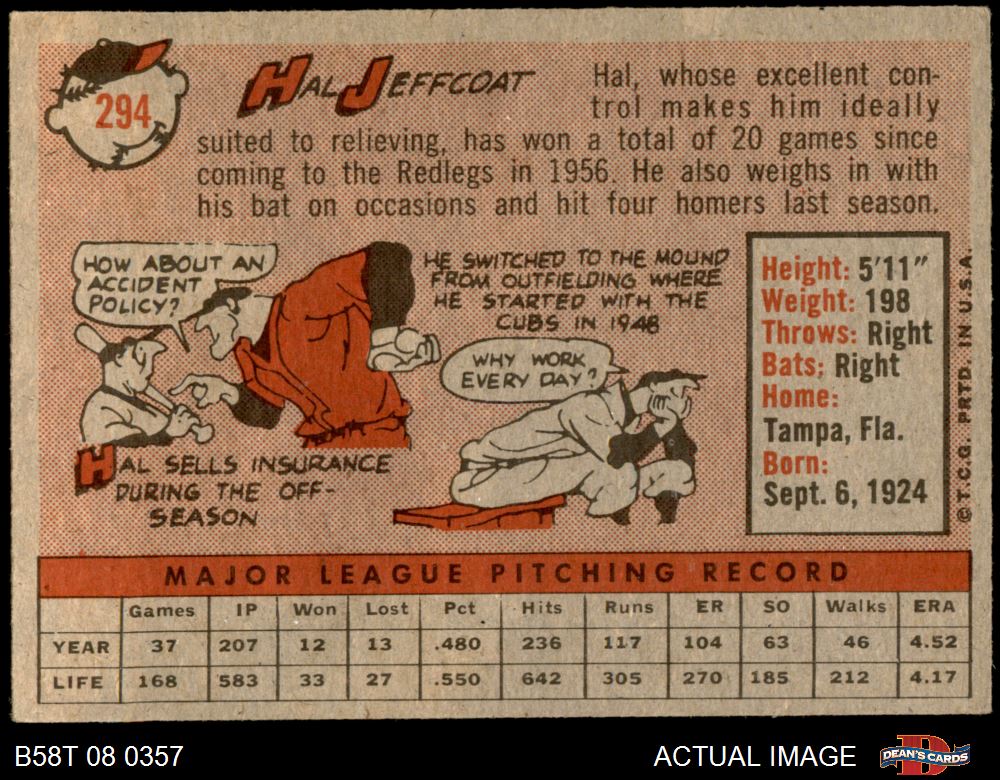 294
HAL JEFFCOAT
Hal, whose excellent con-
trol makes him ideally
suited to relieving, has won a total of 20 games since
coming to the Redlegs in 1956. He also weighs in with
his bat on occasions and hit four homers last season.
HOW ABOUT AN
ACCIDENT
POLICY?
HAL SELLS INSURANCE
DURING THE OFF-
SEASON
HE SWITCHED TO THE MOUND
FROM OUTFIELDING WHERE
HE STARTED WITH THE
CUBS IN 1948
WHY WORK
EVERY DAY?
Height: 5'11"
Weight: 198
Throws: Right
Bats: Right
Home:
Tampa, Fla.
Born:
Sept. 6, 1924
© T.C.G. PRTD. IN U.S.A.
MAJOR LEAGUE PITCHING RECORD
Games IP Won Lost Pct Hits Runs ER SO Walks ERA
YEAR 37 207 12 13 .480 236 117 104 63 46 4.52
LIFE 168 583 33 27 .550 642 305 270 185 212 4.17
B58T 08 0357
ACTUAL IMAGE
DEAN'S CARDS